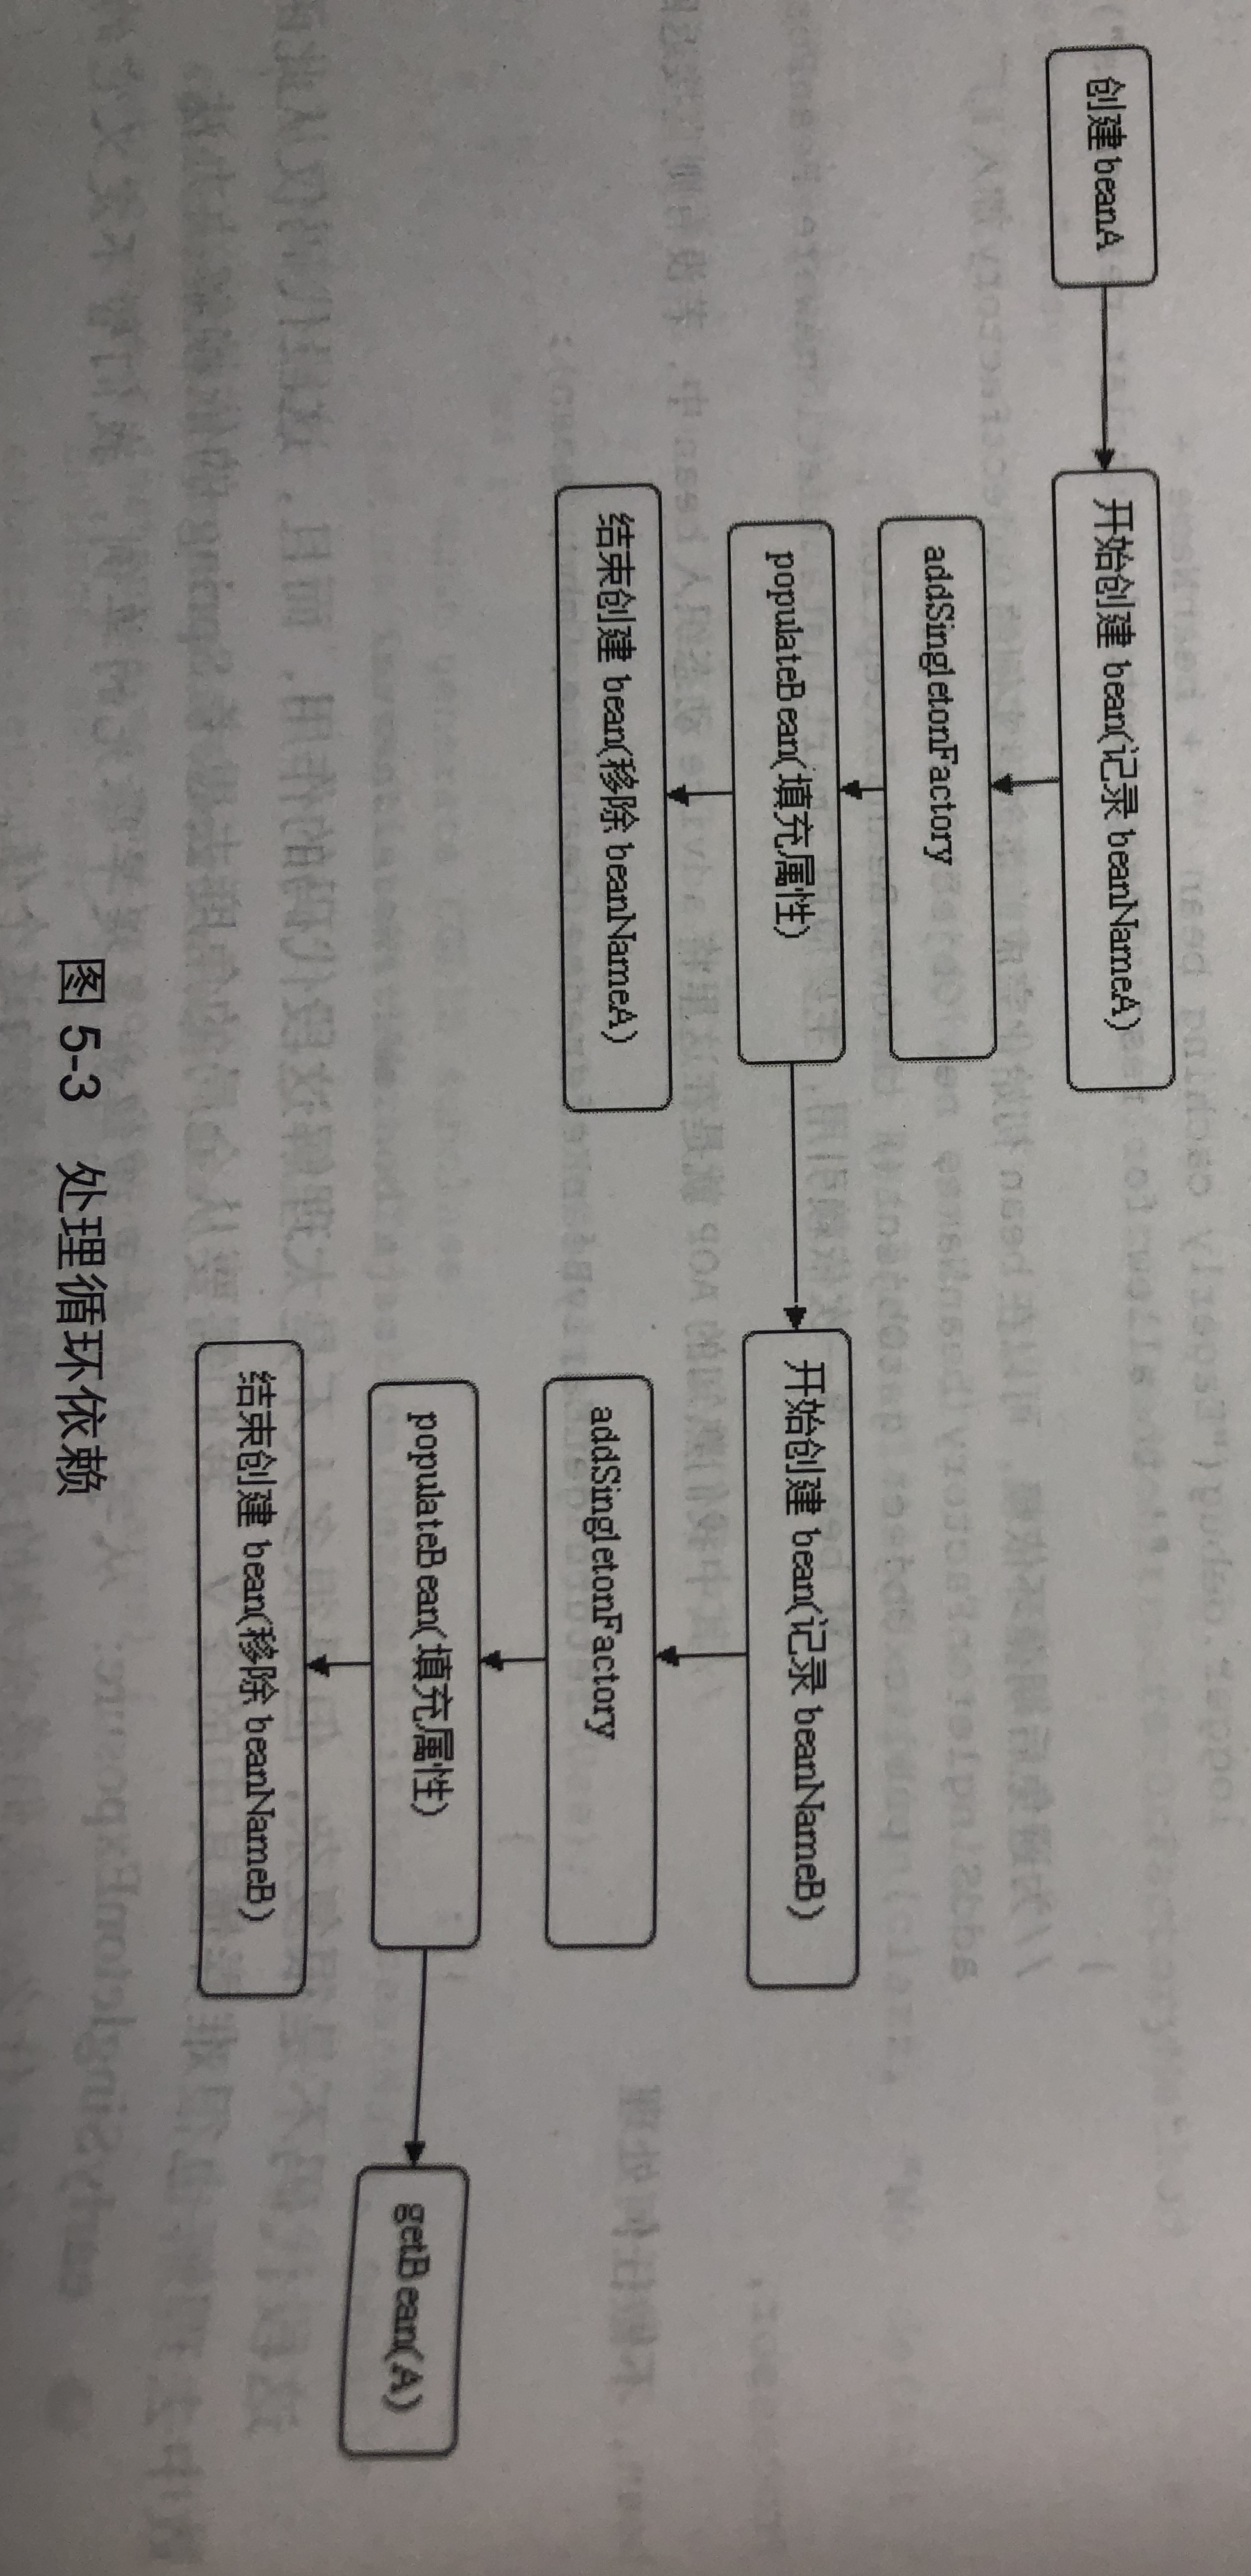 创建 beanA
开始创建 bean(记录 beanNameA)
addSingletonFactory
populateBean(填充属性)
结束创建 bean(移除 beanNameA)
开始创建 bean(记录 beanNameB)
addSingletonFactory
populateBean(填充属性)
结束创建 bean(移除 beanNameB)
getBean(A)
图 5-3 处理循环依赖